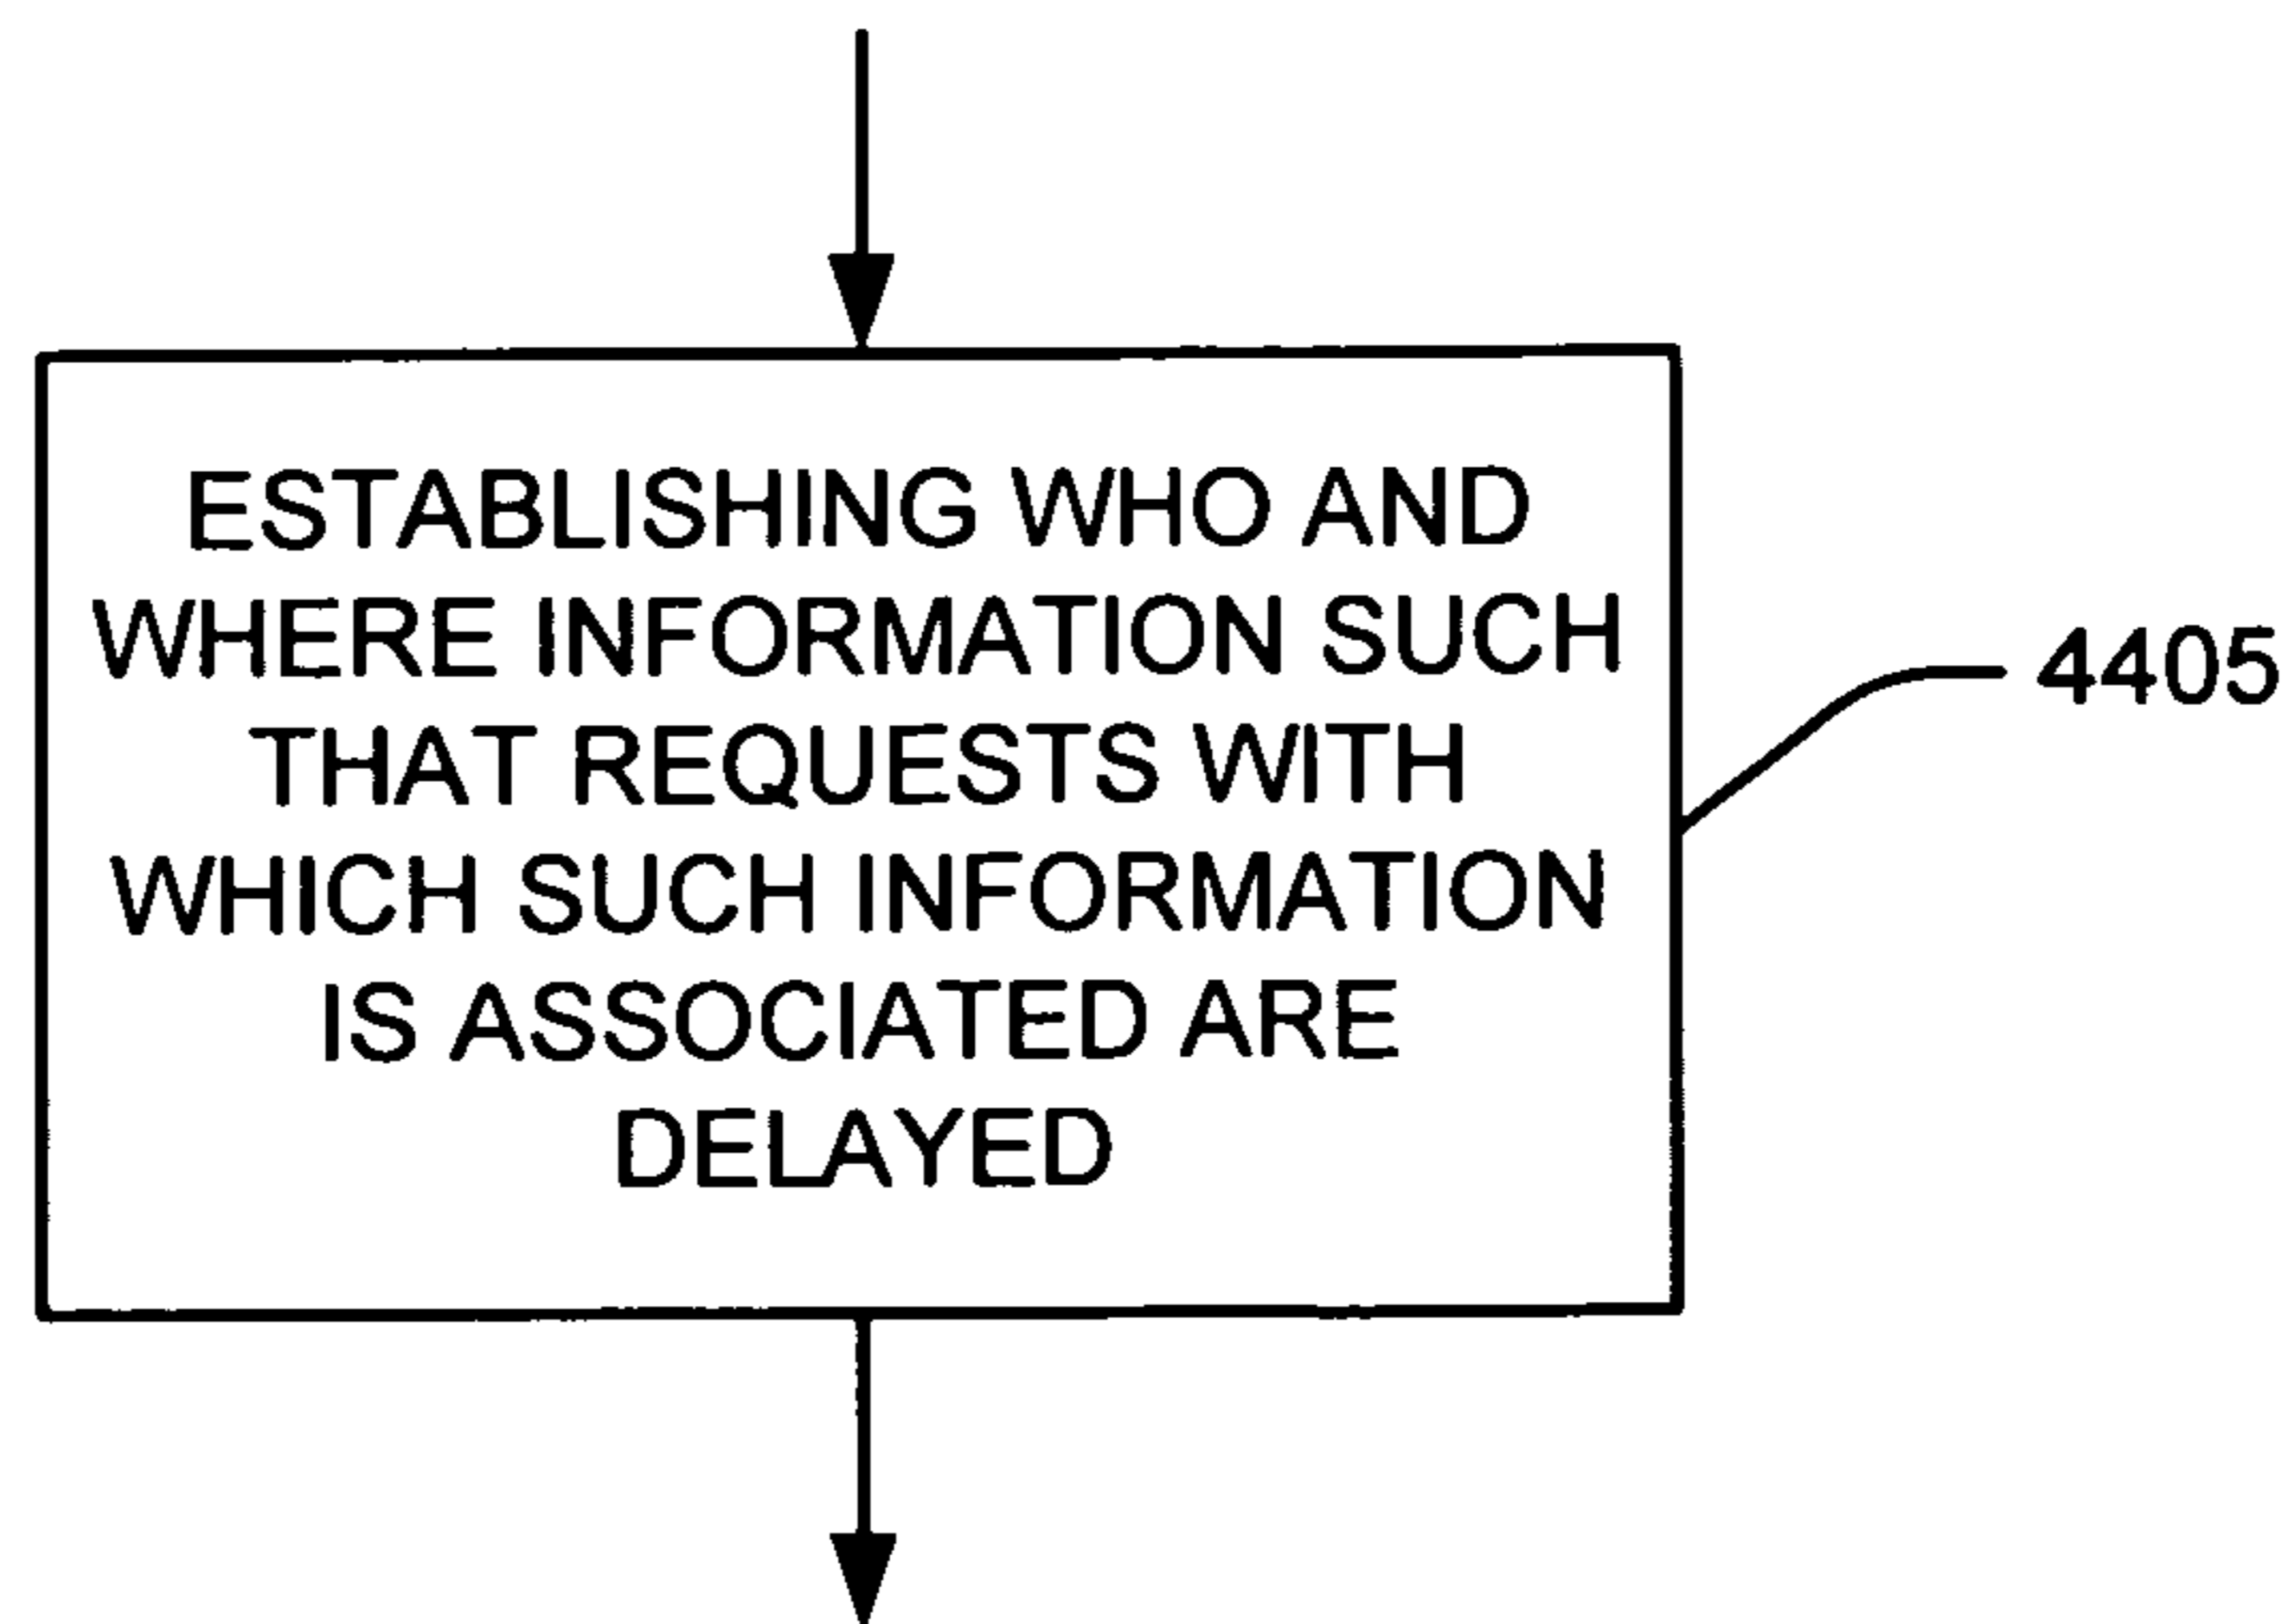 ESTABLISHING WHO AND
WHERE INFORMATION SUCH
THAT REQUESTS WITH
WHICH SUCH INFORMATION
IS ASSOCIATED ARE
DELAYED
4405